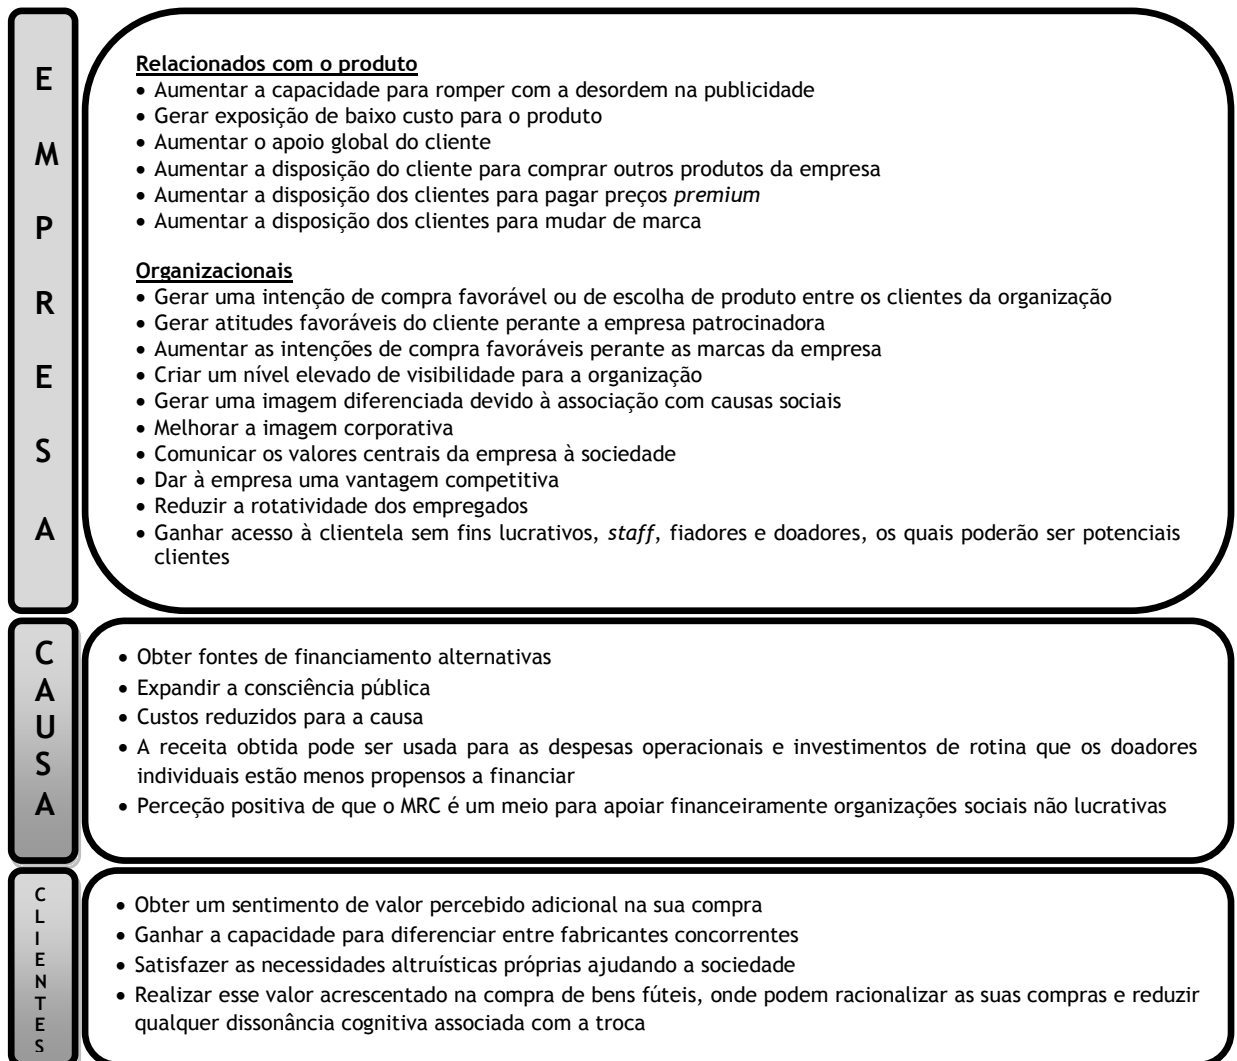 EMPRESA
Relacionados com o produto
• Aumentar a capacidade para romper com a desordem na publicidade
• Gerar exposição de baixo custo para o produto
• Aumentar o apoio global do cliente
• Aumentar a disposição do cliente para comprar outros produtos da empresa
• Aumentar a disposição dos clientes para pagar preços premium
• Aumentar a disposição dos clientes para mudar de marca
Organizacionais
• Gerar uma intenção de compra favorável ou de escolha de produto entre os clientes da organização
• Gerar atitudes favoráveis do cliente perante a empresa patrocinadora
• Aumentar as intenções de compra favoráveis perante as marcas da empresa
• Criar um nível elevado de visibilidade para a organização
• Gerar uma imagem diferenciada devido à associação com causas sociais
• Melhorar a imagem corporativa
• Comunicar os valores centrais da empresa à sociedade
• Dar à empresa uma vantagem competitiva
• Reduzir a rotatividade dos empregados
• Ganhar acesso à clientela sem fins lucrativos, staff, fiadores e doadores, os quais poderão ser potenciais
clientes
CAUSA
• Obter fontes de financiamento alternativas
• Expandir a consciência pública
• Custos reduzidos para a causa
• A receita obtida pode ser usada para as despesas operacionais e investimentos de rotina que os doadores
individuais estão menos propensos a financiar
• Perceção positiva de que o MRC é um meio para apoiar financeiramente organizações sociais não lucrativas
CLIENTES
• Obter um sentimento de valor percebido adicional na sua compra
• Ganhar a capacidade para diferenciar entre fabricantes concorrentes
• Satisfazer as necessidades altruísticas próprias ajudando a sociedade
• Realizar esse valor acrescentado na compra de bens fúteis, onde podem racionalizar as suas compras e reduzir
qualquer dissonância cognitiva associada com a troca